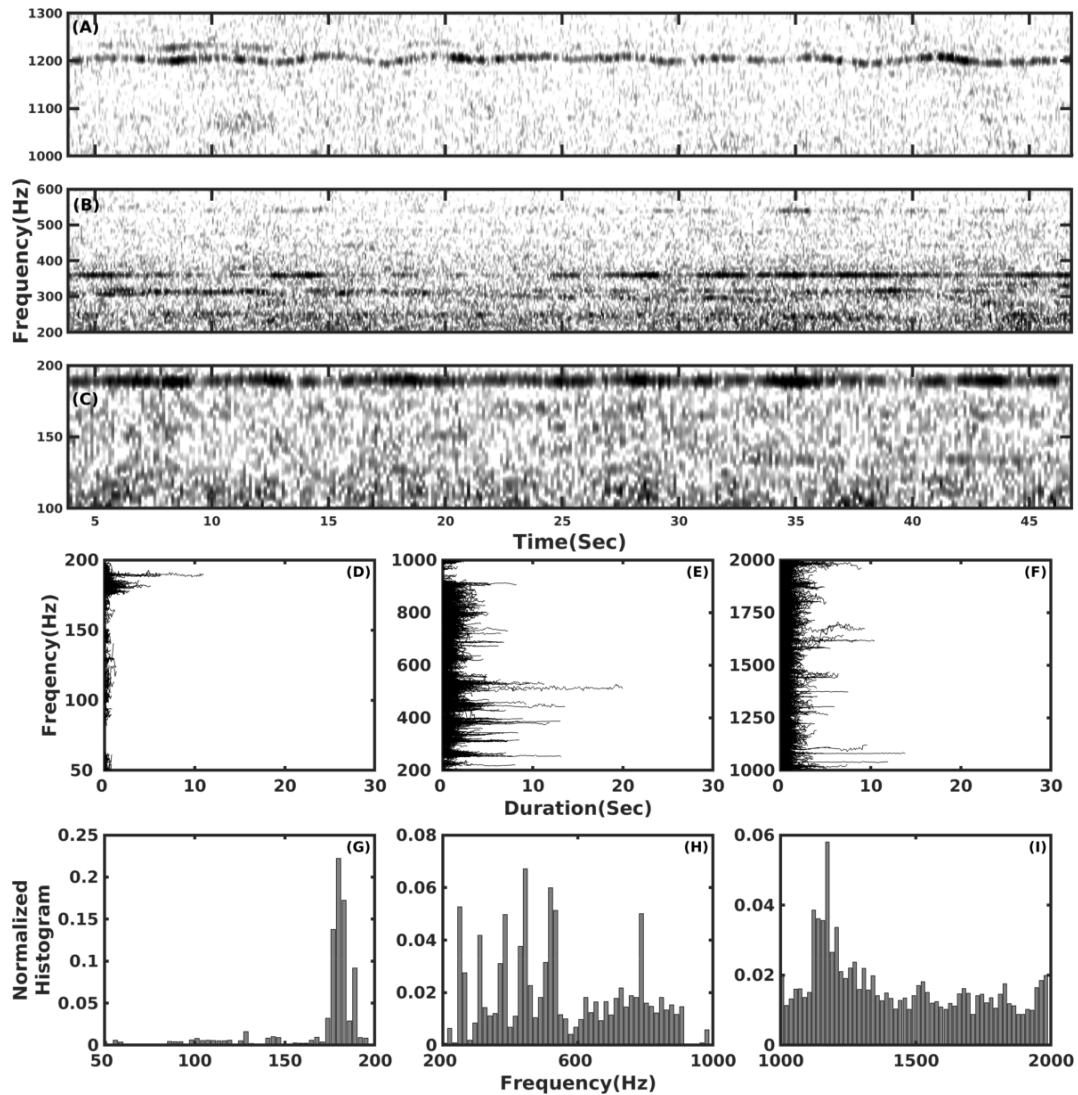 1300
(A)
1200
1100
1000
600
(B)
500
400
300
200
200
(C)
150
100
Frequency(Hz)
5 10 15 20 25 30 35 40 45
Time(Sec)
200 (D)
150
100
50
Freqency(Hz)
0 10 20 30
1000 (E)
800
600
400
200
0 10 20 30
2000 (F)
1750
1500
1250
1000
0 10 20 30
Duration(Sec)
0.25 (G)
0.2
0.15
0.1
0.05
0
Normalized
Histogram
50 100 150 200
0.08 (H)
0.06
0.04
0.02
0
200 600 1000
0.06 (I)
0.04
0.02
0
1000 1500 2000
Frequency(Hz)